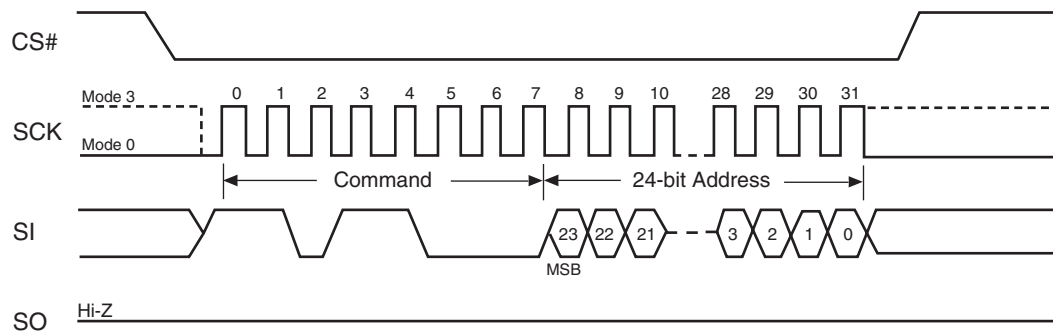 CS#
Mode 3
0 1 2 3 4 5 6 7 8 9 10 28 29 30 31
SCK
Mode 0
Command 24-bit Address
SI
23 22 21 3 2 1 0
MSB
Hi-Z
SO